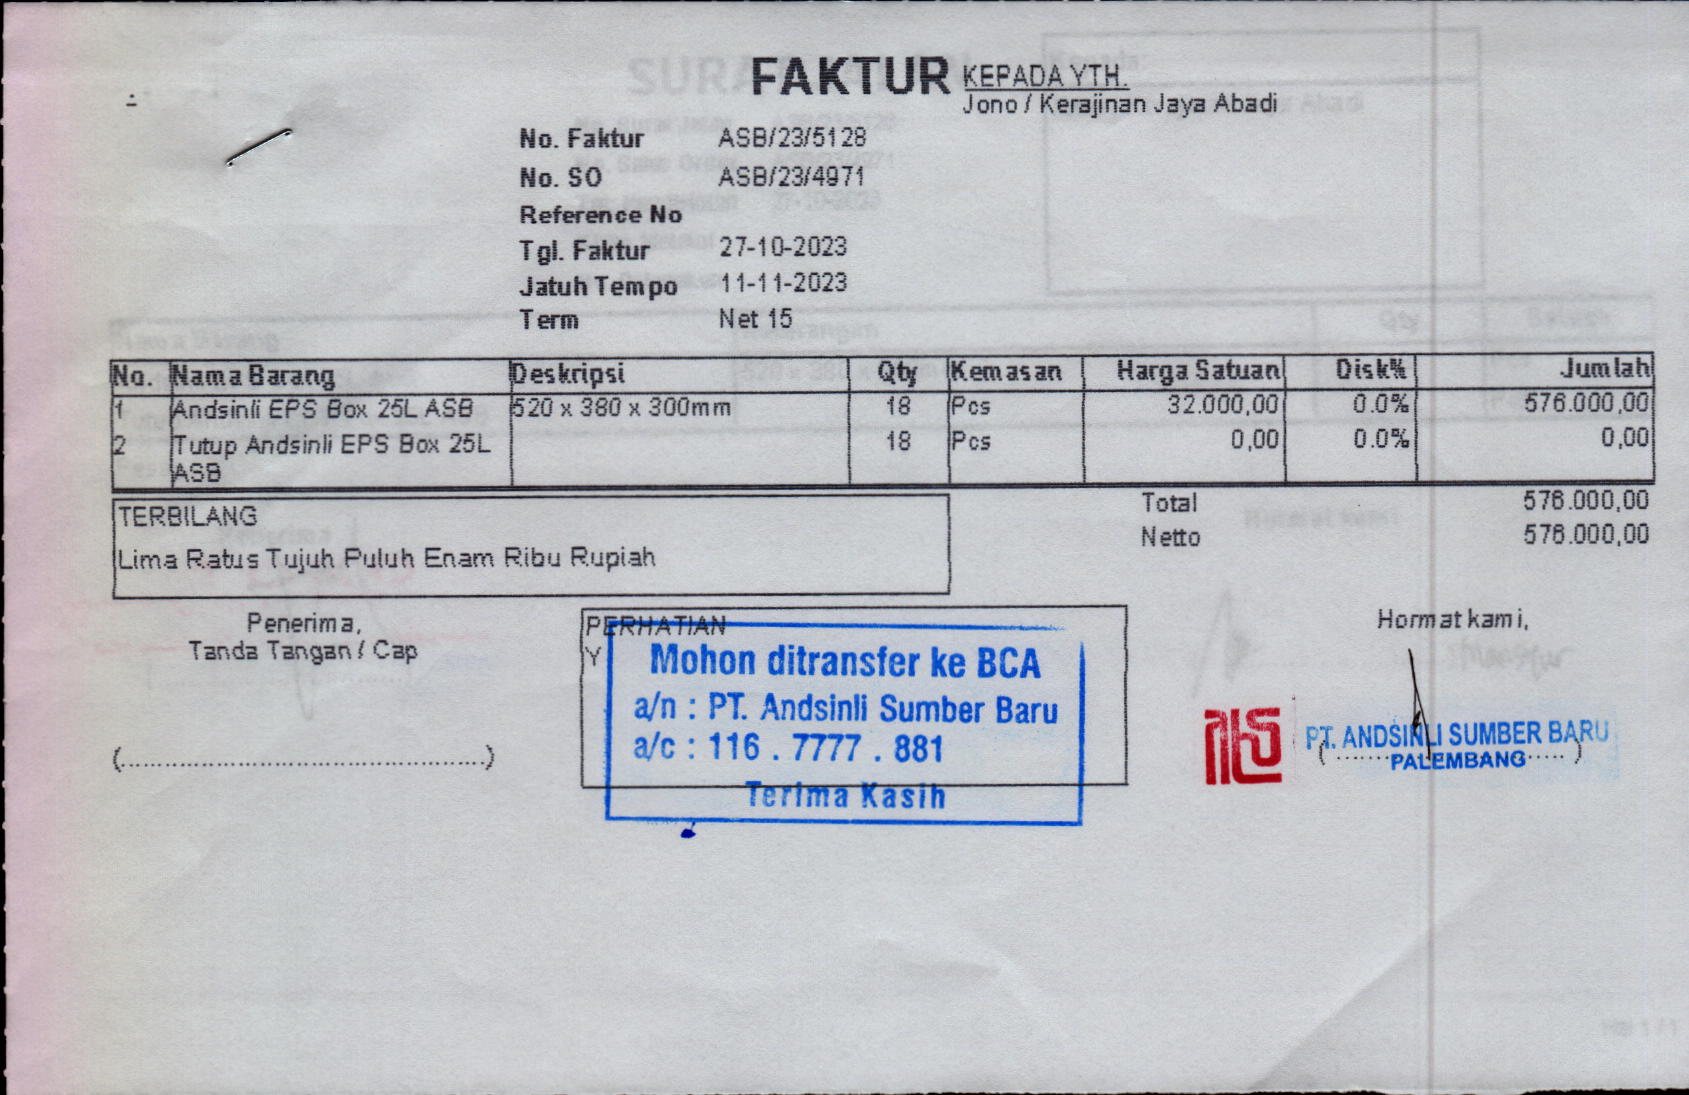 FAKTUR
KEPADA YTH.
Jono / Kerajinan Jaya Abadi
No. Faktur ASB/23/5128
No. SO ASB/23/4971
Reference No
Tgl. Faktur 27-10-2023
Jatuh Tempo 11-11-2023
Term Net 15
No. Nama Barang Deskripsi Qty Kemasan Harga Satuan Disk% Jumlah
1 Andsinli EPS Box 25L ASB 520 x 380 x 300mm 18 Pcs 32.000,00 0.0% 576.000,00
2 Tutup Andsinli EPS Box 25L 18 Pcs 0,00 0.0% 0,00
ASB
Total 576.000,00
Netto 576.000,00
TERBILANG
Lima Ratus Tujuh Puluh Enam Ribu Rupiah
Penerima,
Tanda Tangan / Cap
(................................................)
PERHATIAN
Y
Mohon ditransfer ke BCA
a/n : PT. Andsinli Sumber Baru
a/c : 116 . 7777 . 881
Terima Kasih
Hormat kami,
PT. ANDSINLI SUMBER BARU
PALEMBANG